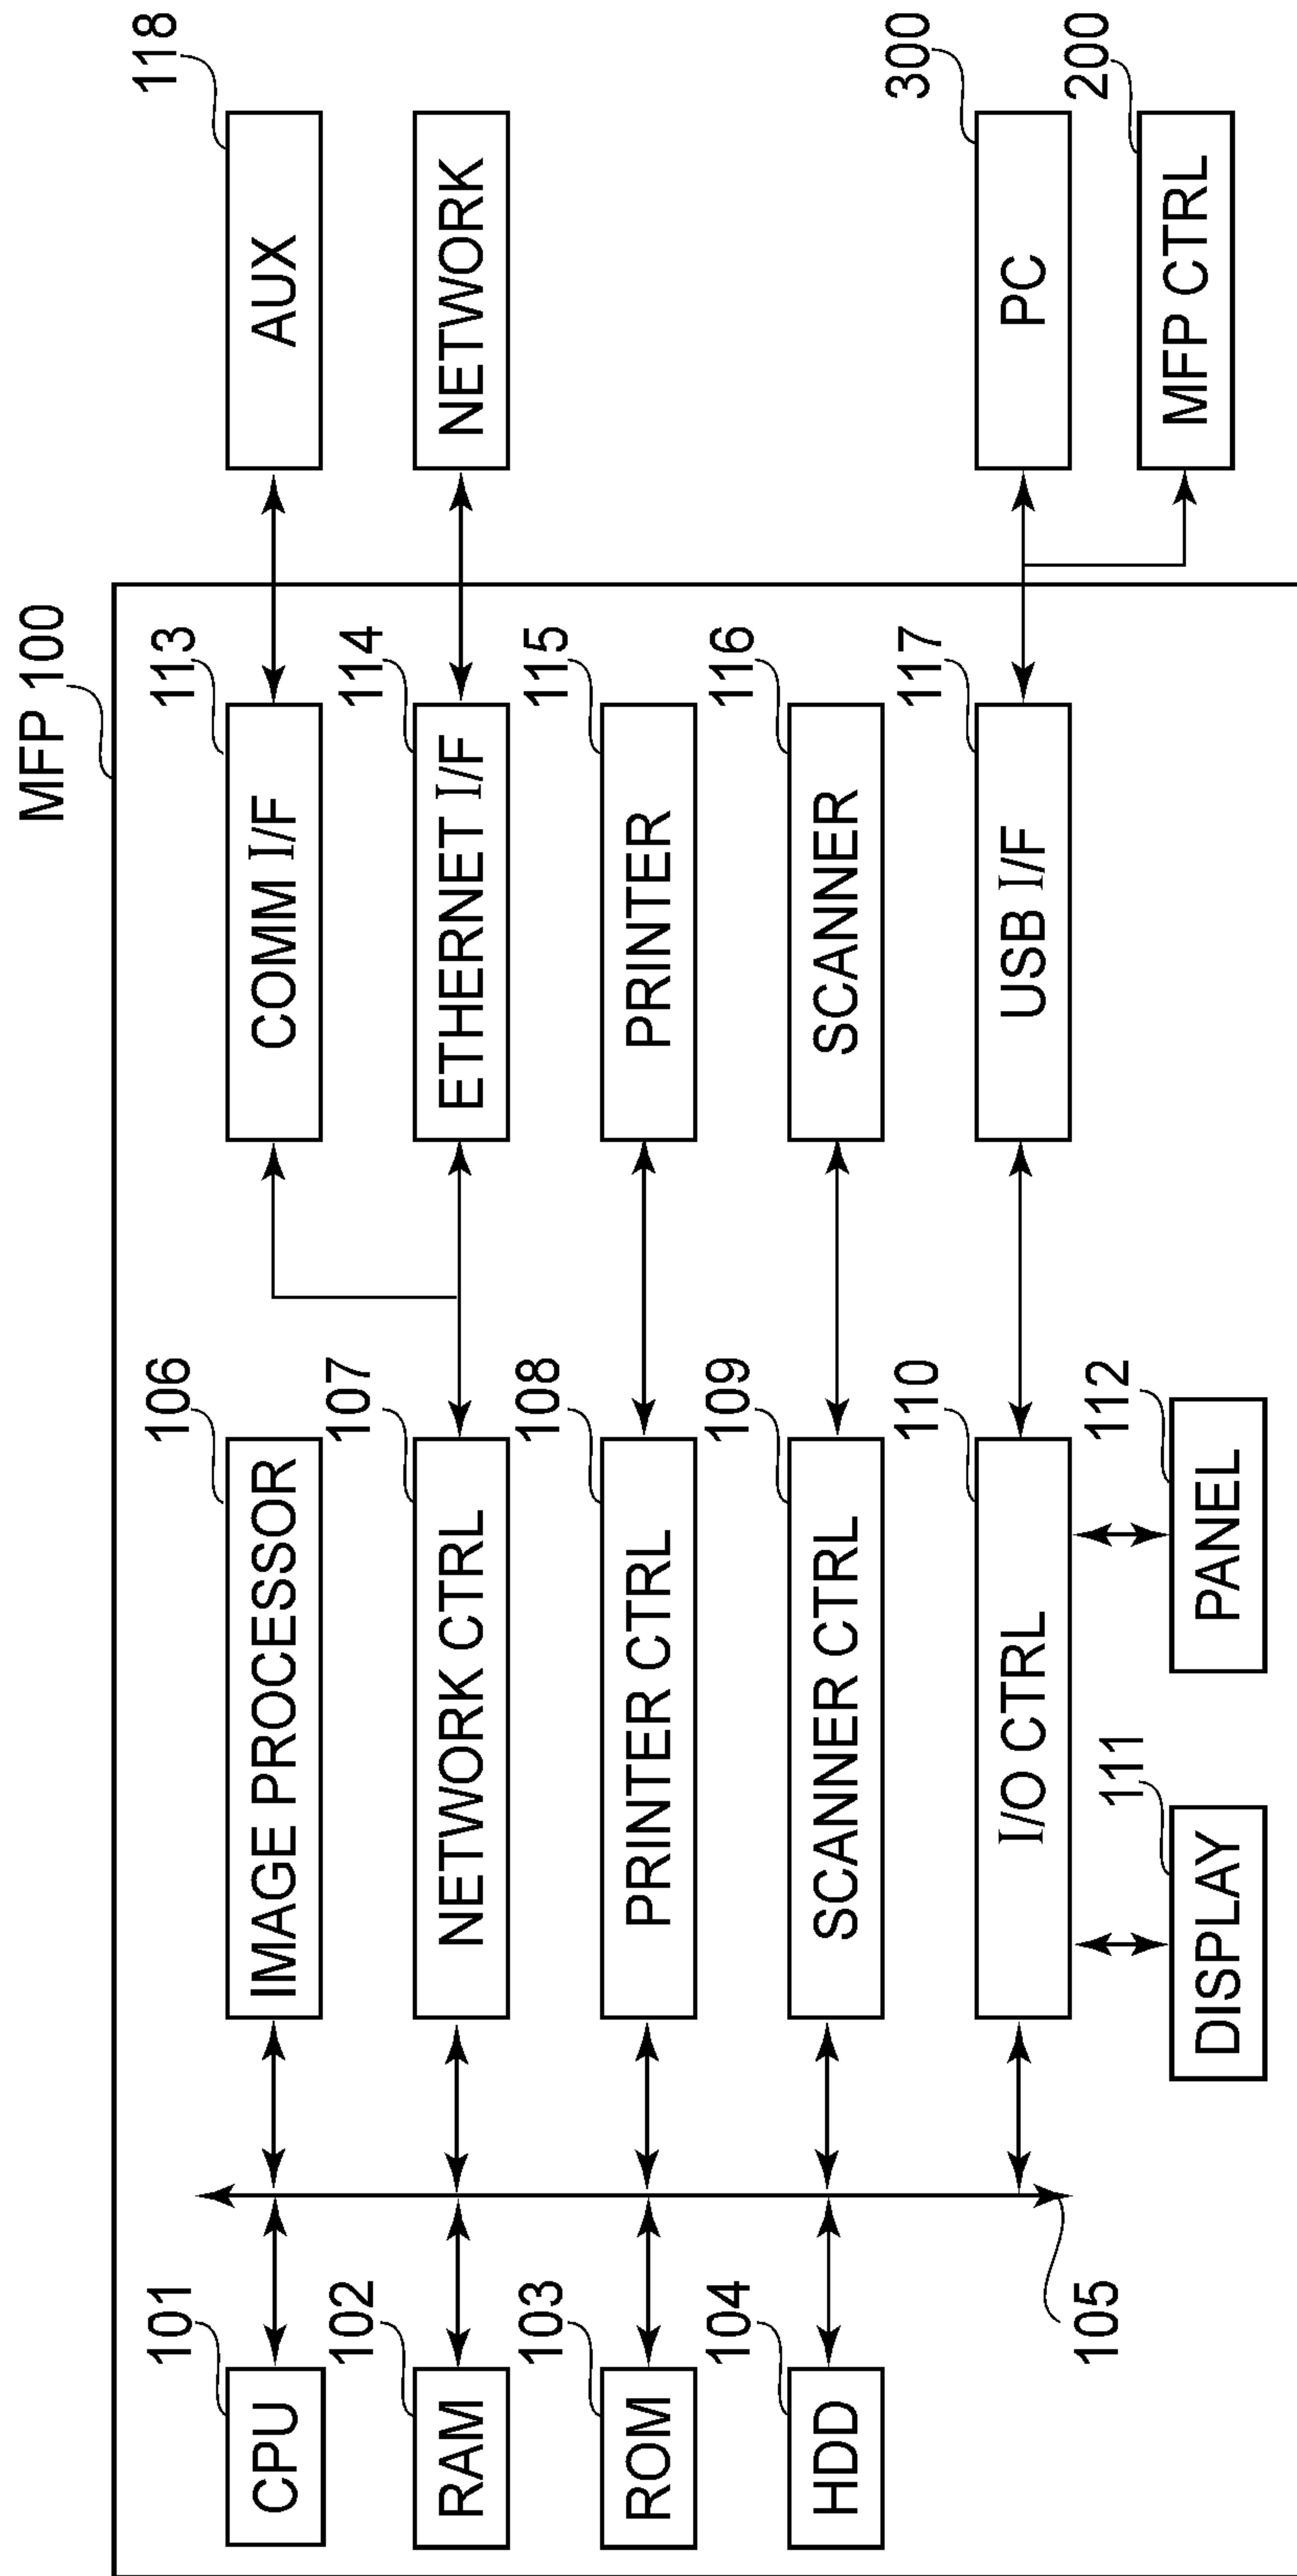 MFP 100
101
CPU
102
RAM
103
ROM
104
HDD
105
106
IMAGE PROCESSOR
107
NETWORK CTRL
108
PRINTER CTRL
109
SCANNER CTRL
110
I/O CTRL
111
DISPLAY
112
PANEL
113
COMM I/F
114
ETHERNET I/F
115
PRINTER
116
SCANNER
117
USB I/F
118
AUX
NETWORK
300
PC
200
MFP CTRL